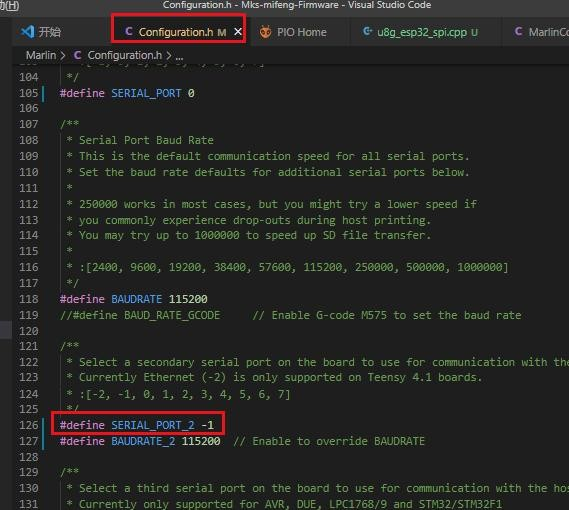 助(H)
Configuration.h - Mks-mifeng-Firmware - Visual Studio Code
开始
C Configuration.h M ✕
PIO Home
u8g_esp32_spi.cpp U
C MarlinCo
Marlin > C Configuration.h > ...
104 */
105 #define SERIAL_PORT 0
106
107 /**
108 * Serial Port Baud Rate
109 * This is the default communication speed for all serial ports.
110 * Set the baud rate defaults for additional serial ports below.
111 *
112 * 250000 works in most cases, but you might try a lower speed if
113 * you commonly experience drop-outs during host printing.
114 * You may try up to 1000000 to speed up SD file transfer.
115 *
116 * :[2400, 9600, 19200, 38400, 57600, 115200, 250000, 500000, 1000000]
117 */
118 #define BAUDRATE 115200
119 //#define BAUD_RATE_GCODE // Enable G-code M575 to set the baud rate
120
121 /**
122 * Select a secondary serial port on the board to use for communication with the
123 * Currently Ethernet (-2) is only supported on Teensy 4.1 boards.
124 * :[-2, -1, 0, 1, 2, 3, 4, 5, 6, 7]
125 */
126 #define SERIAL_PORT_2 -1
127 #define BAUDRATE_2 115200 // Enable to override BAUDRATE
128
129 /**
130 * Select a third serial port on the board to use for communication with the hos
131 * Currently only supported for AVR, DUE, LPC1768/9 and STM32/STM32F1